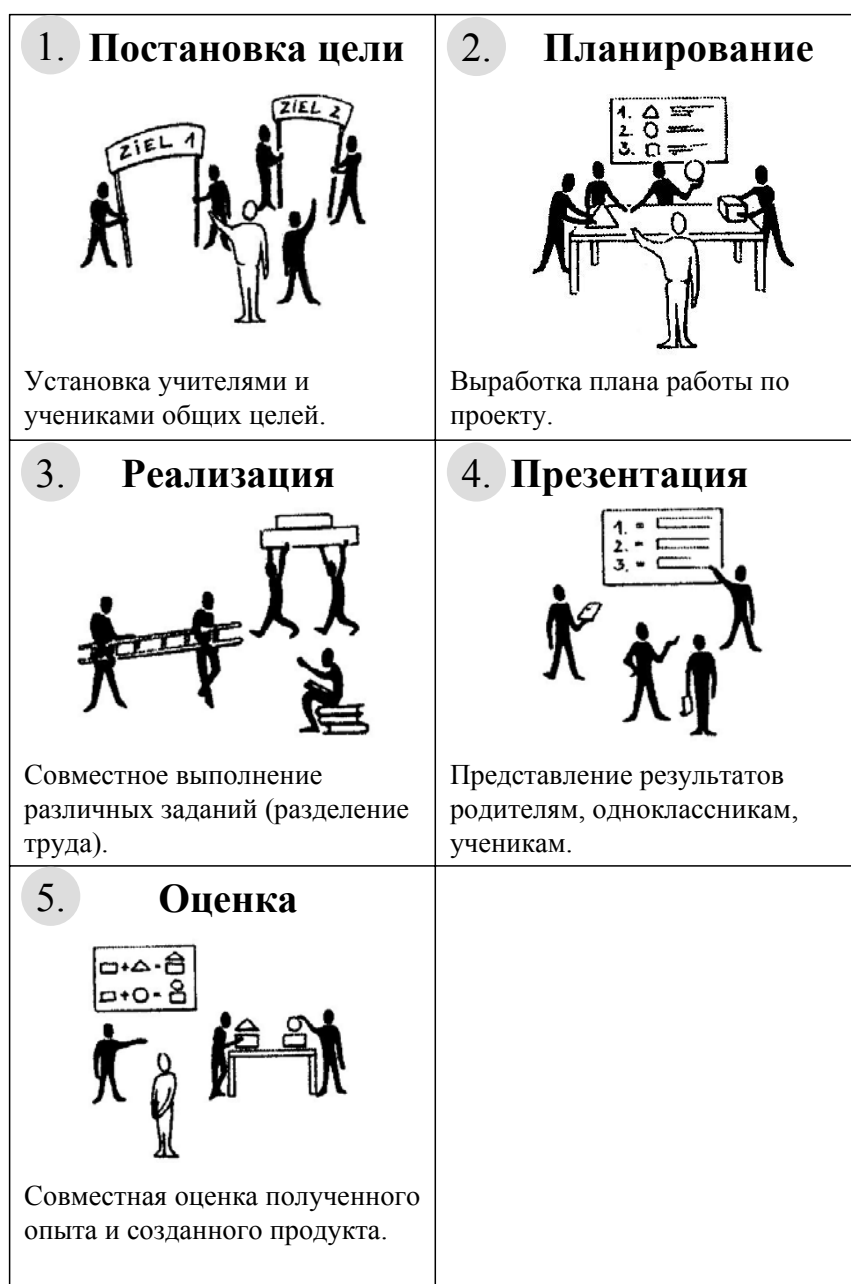 1. Постановка цели
ZIEL 1
ZIEL 2
Установка учителями и
учениками общих целей.
2. Планирование
1.
2.
3.
Выработка плана работы по
проекту.
3. Реализация
Совместное выполнение
различных заданий (разделение
труда).
4. Презентация
1. =
2. =
3. =
Представление результатов
родителям, одноклассникам,
ученикам.
5. Оценка
+ =
+ =
Совместная оценка полученного
опыта и созданного продукта.